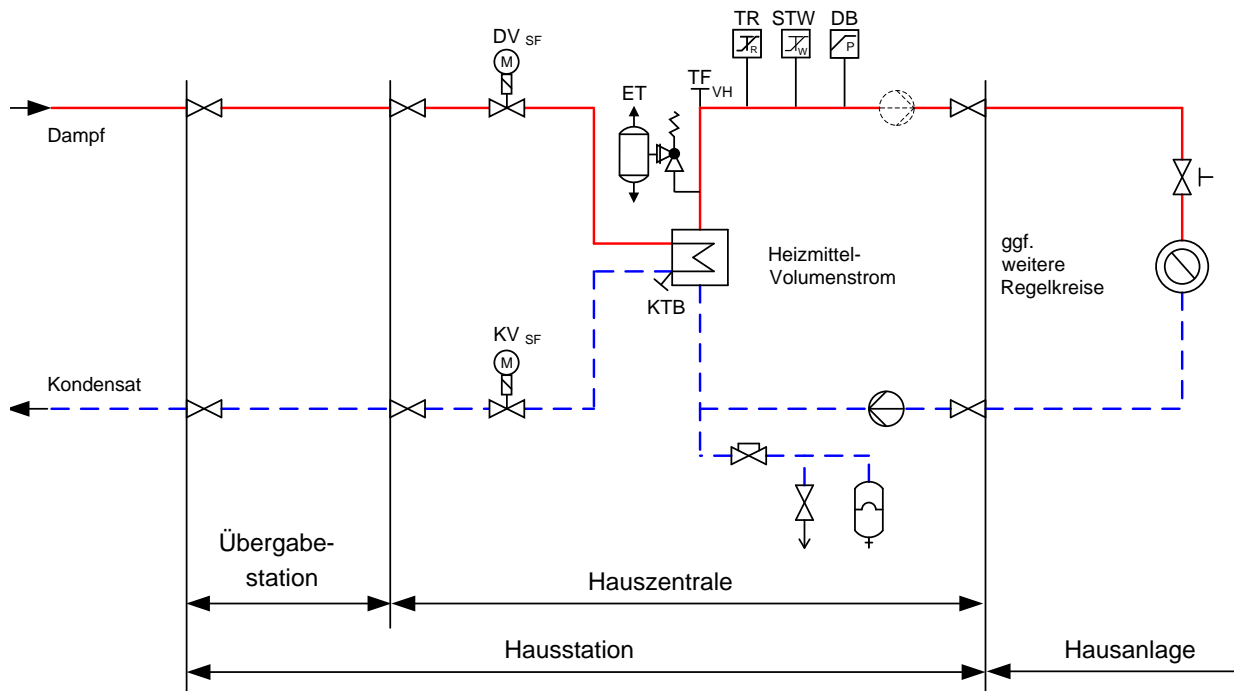 TR STW DB
DV SF
M
R
W
P
TF VH
ET
Dampf
Heizmittel-
Volumenstrom
ggf.
weitere
Regelkreise
KTB
KV SF
M
Kondensat
Übergabe-
station
Hauszentrale
Hausstation
Hausanlage